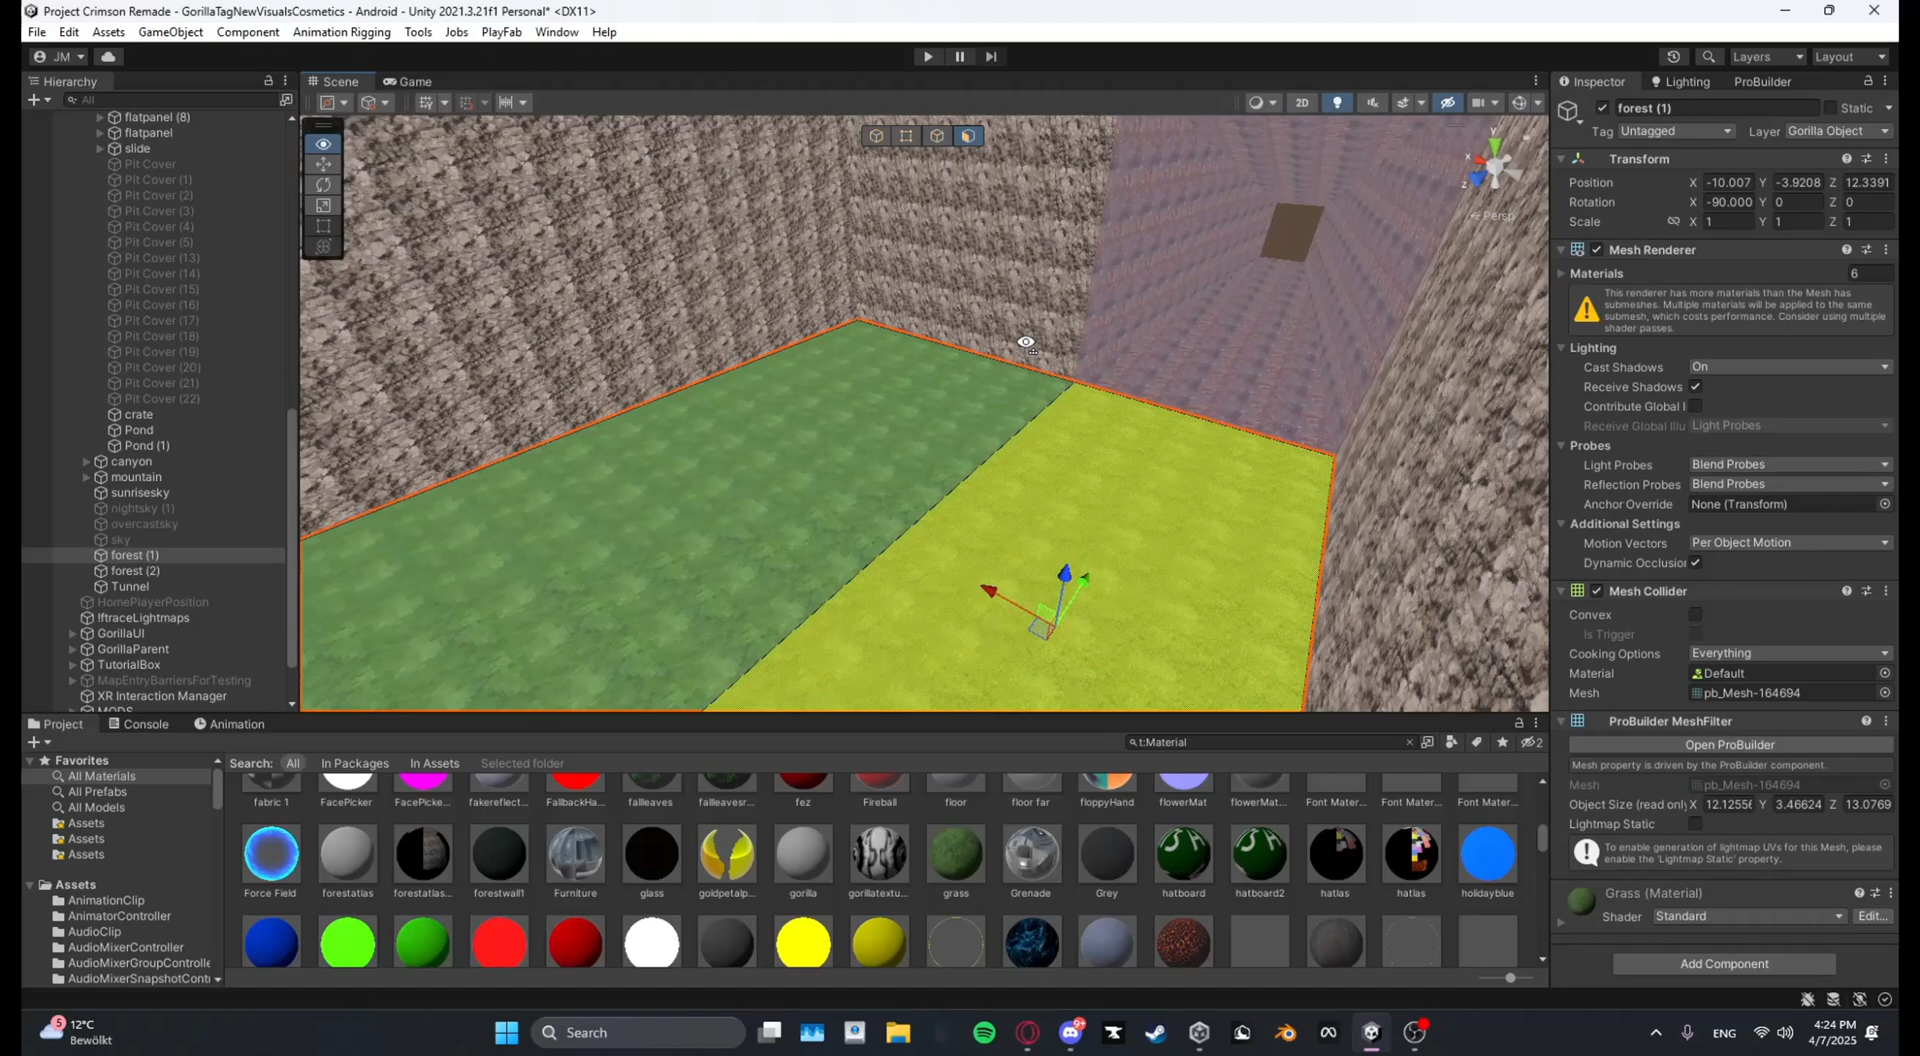 Project Crimson Remade - GorillaTagNewVisualsCosmetics - Android - Unity 2021.3.21f1 Personal* <DX11>
File Edit Assets GameObject Component Animation Rigging Tools Jobs PlayFab Window Help
JM Layers Layout
Hierarchy
All
flatpanel (8)
flatpanel
slide
Pit Cover
Pit Cover (1)
Pit Cover (2)
Pit Cover (3)
Pit Cover (4)
Pit Cover (5)
Pit Cover (13)
Pit Cover (14)
Pit Cover (15)
Pit Cover (16)
Pit Cover (17)
Pit Cover (18)
Pit Cover (19)
Pit Cover (20)
Pit Cover (21)
Pit Cover (22)
crate
Pond
Pond (1)
canyon
mountain
sunrisesky
nightsky (1)
overcastsky
sky
forest (1)
forest (2)
Tunnel
HomePlayerPosition
!ftraceLightmaps
GorillaUI
GorillaParent
TutorialBox
MapEntryBarriersForTesting
XR Interaction Manager
MODS
Scene Game
2D
y
x
z
Persp
Inspector Lighting ProBuilder
forest (1) Static
Tag Untagged Layer Gorilla Object
Transform
Position X -10.007 Y -3.9208 Z 12.3391
Rotation X -90.000 Y 0 Z 0
Scale X 1 Y 1 Z 1
Mesh Renderer
Materials 6
This renderer has more materials than the Mesh has
submeshes. Multiple materials will be applied to the same
submesh, which costs performance. Consider using multiple
shader passes.
Lighting
Cast Shadows On
Receive Shadows
Contribute Global I
Receive Global Illu Light Probes
Probes
Light Probes Blend Probes
Reflection Probes Blend Probes
Anchor Override None (Transform)
Additional Settings
Motion Vectors Per Object Motion
Dynamic Occlusion
Mesh Collider
Convex
Is Trigger
Cooking Options Everything
Material Default
Mesh pb_Mesh-164694
ProBuilder MeshFilter
Open ProBuilder
Mesh property is driven by the ProBuilder component.
Mesh pb_Mesh-164694
Object Size (read only) X 12.12556 Y 3.46624 Z 13.0769
Lightmap Static
To enable generation of lightmap UVs for this Mesh, please
enable the 'Lightmap Static' property.
Grass (Material)
Shader Standard Edit...
Add Component
Project Console Animation
t:Material 2
Search: All In Packages In Assets Selected folder
Favorites
All Materials
All Prefabs
All Models
Assets
Assets
Assets
Assets
AnimationClip
AnimatorController
AudioClip
AudioMixerController
AudioMixerGroupControlle
AudioMixerSnapshotContr
fabric 1 FacePicker FacePicke... fakereflect... FallbackHa... fallleaves fallleavesr... fez Fireball floor floor far floppyHand flowerMat flowerMat... Font Mater... Font Mater... Font Mater...
Force Field forestatlas forestatlas... forestwall1 Furniture glass goldpetalp... gorilla gorillatextu... grass Grenade Grey hatboard hatboard2 hatlas hatlas holidayblue
5
12°C
Bewölkt
Search
9+
ENG
4:24 PM
4/7/2025